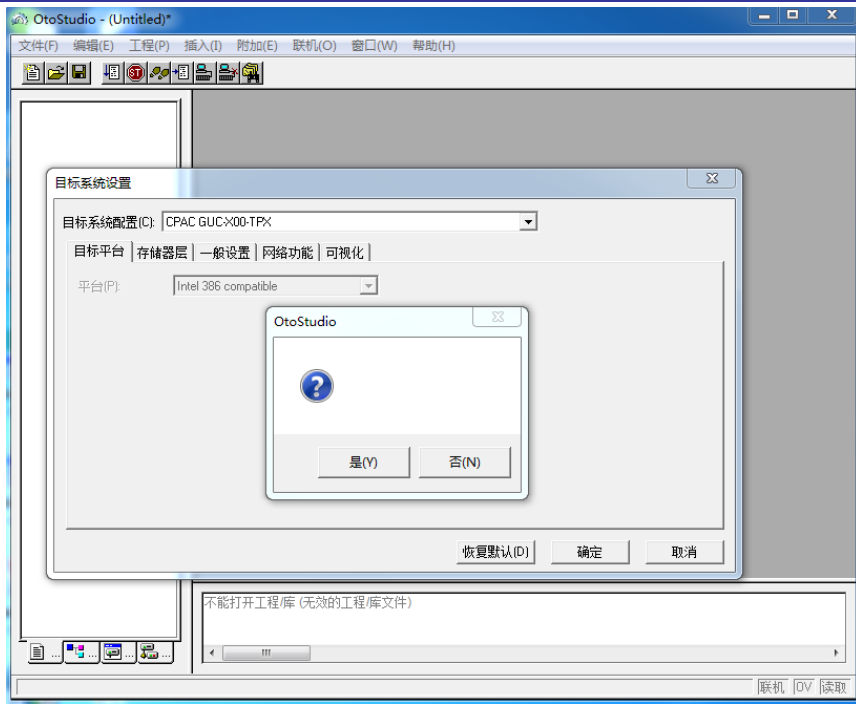 OtoStudio - (Untitled)*
文件(F) 编辑(E) 工程(P) 插入(I) 附加(E) 联机(O) 窗口(W) 帮助(H)
目标系统设置
目标系统配置(C): CPAC GUC-X00-TPX
目标平台 存储器层 一般设置 网络功能 可视化
平台(P): Intel 386 compatible
OtoStudio
是(Y) 否(N)
恢复默认(D) 确定 取消
不能打开工程/库 (无效的工程/库文件)
... ... ... ...
联机 OV 读取